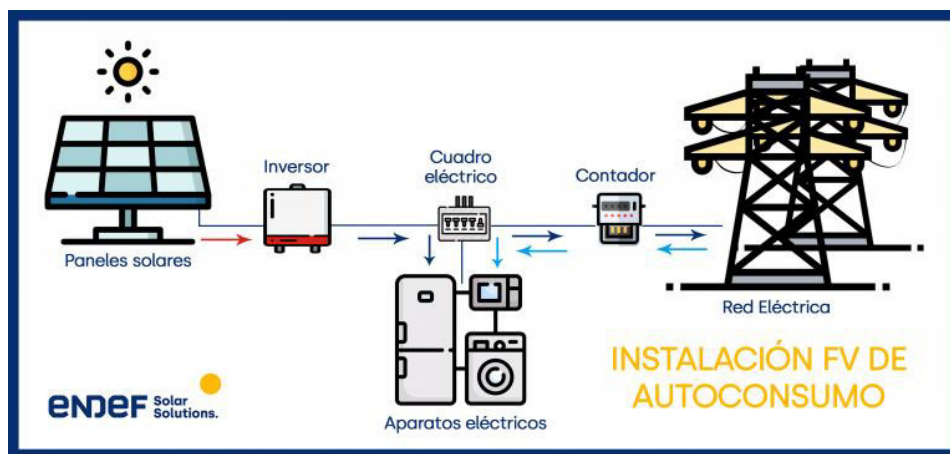 Inversor
Cuadro
eléctrico
Contador
Paneles solares
Red Eléctrica
Aparatos eléctricos
INSTALACIÓN FV DE
AUTOCONSUMO
ENDEF Solar
Solutions.